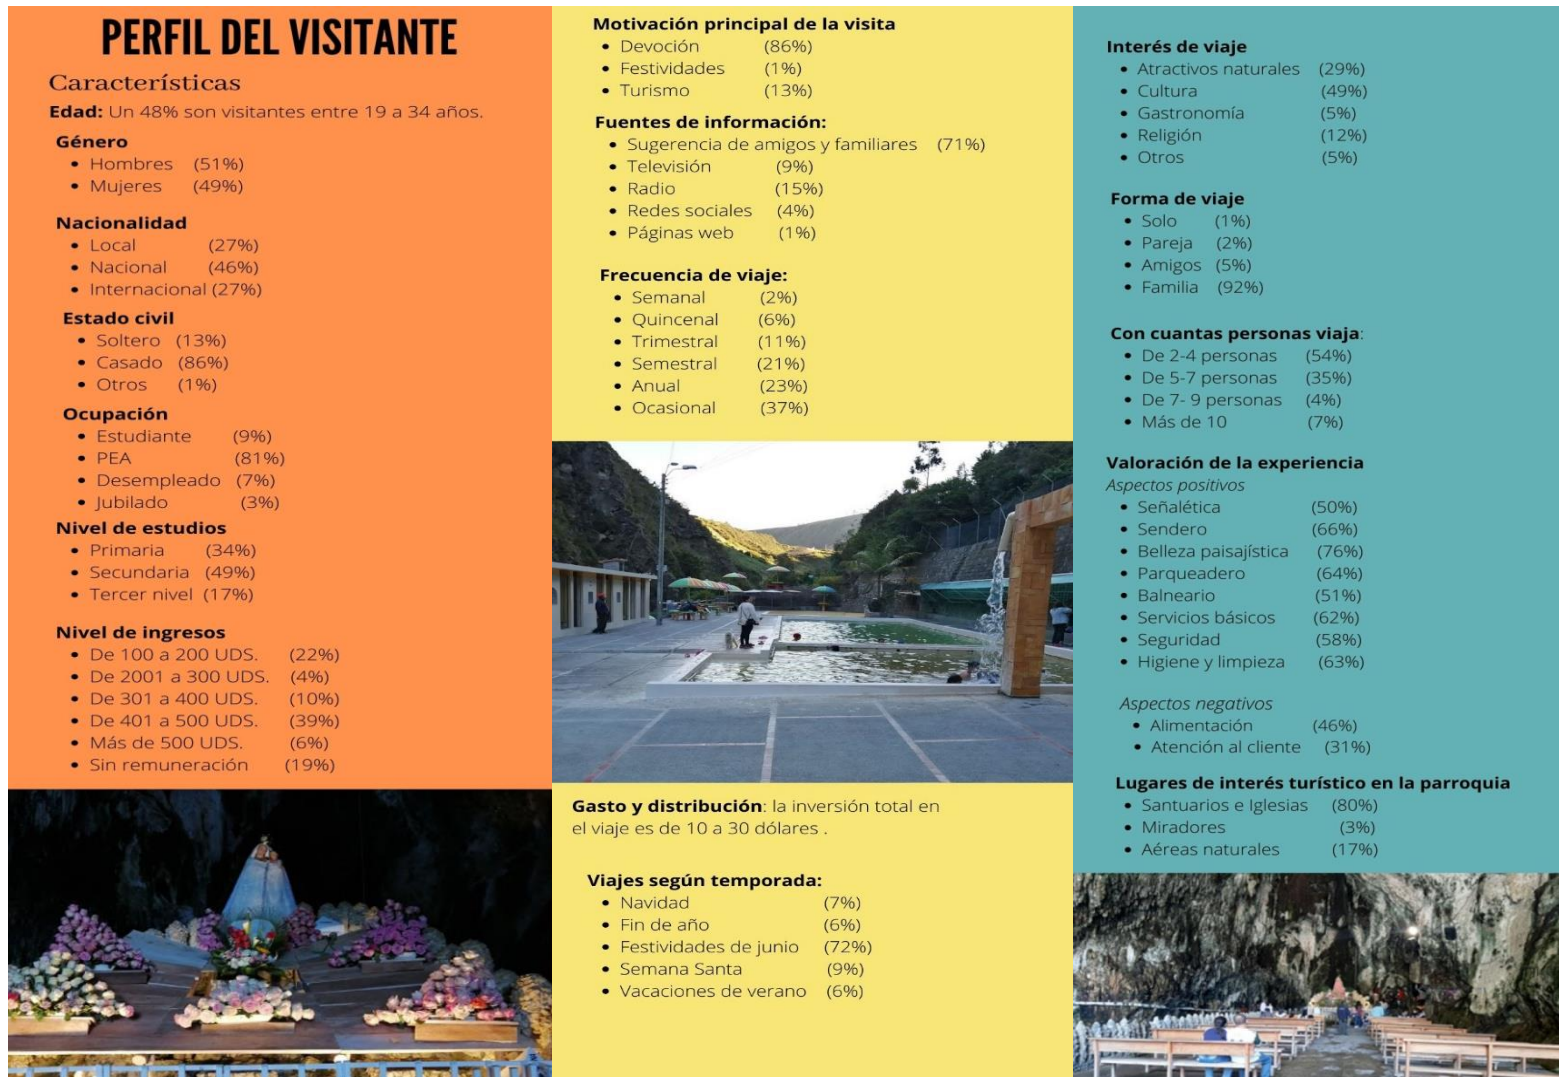 PERFIL DEL VISITANTE
Características
Edad: Un 48% son visitantes entre 19 a 34 años.
Género
• Hombres (51%)
• Mujeres (49%)
Nacionalidad
• Local (27%)
• Nacional (46%)
• Internacional (27%)
Estado civil
• Soltero (13%)
• Casado (86%)
• Otros (1%)
Ocupación
• Estudiante (9%)
• PEA (81%)
• Desempleado (7%)
• Jubilado (3%)
Nivel de estudios
• Primaria (34%)
• Secundaria (49%)
• Tercer nivel (17%)
Nivel de ingresos
• De 100 a 200 UDS. (22%)
• De 2001 a 300 UDS. (4%)
• De 301 a 400 UDS. (10%)
• De 401 a 500 UDS. (39%)
• Más de 500 UDS. (6%)
• Sin remuneración (19%)
Motivación principal de la visita
• Devoción (86%)
• Festividades (1%)
• Turismo (13%)
Fuentes de información:
• Sugerencia de amigos y familiares (71%)
• Televisión (9%)
• Radio (15%)
• Redes sociales (4%)
• Páginas web (1%)
Frecuencia de viaje:
• Semanal (2%)
• Quincenal (6%)
• Trimestral (11%)
• Semestral (21%)
• Anual (23%)
• Ocasional (37%)
Gasto y distribución: la inversión total en
el viaje es de 10 a 30 dólares .
Viajes según temporada:
• Navidad (7%)
• Fin de año (6%)
• Festividades de junio (72%)
• Semana Santa (9%)
• Vacaciones de verano (6%)
Interés de viaje
• Atractivos naturales (29%)
• Cultura (49%)
• Gastronomía (5%)
• Religión (12%)
• Otros (5%)
Forma de viaje
• Solo (1%)
• Pareja (2%)
• Amigos (5%)
• Familia (92%)
Con cuantas personas viaja:
• De 2-4 personas (54%)
• De 5-7 personas (35%)
• De 7- 9 personas (4%)
• Más de 10 (7%)
Valoración de la experiencia
Aspectos positivos
• Señalética (50%)
• Sendero (66%)
• Belleza paisajística (76%)
• Parqueadero (64%)
• Balneario (51%)
• Servicios básicos (62%)
• Seguridad (58%)
• Higiene y limpieza (63%)
Aspectos negativos
• Alimentación (46%)
• Atención al cliente (31%)
Lugares de interés turístico en la parroquia
• Santuarios e Iglesias (80%)
• Miradores (3%)
• Aéreas naturales (17%)